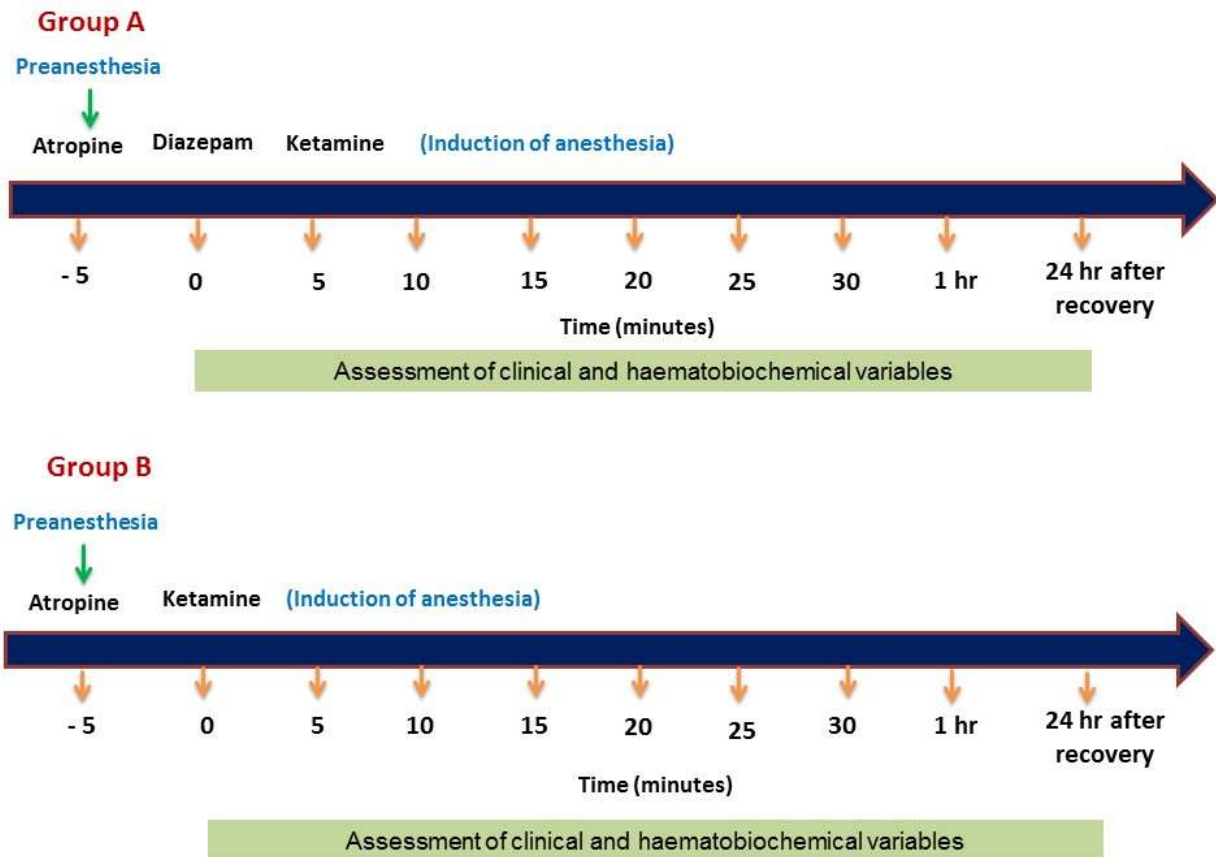 Group A
Preanesthesia
Atropine Diazepam Ketamine (Induction of anesthesia)
- 5 0 5 10 15 20 25 30 1 hr 24 hr after
recovery
Time (minutes)
Assessment of clinical and haematobiochemical variables
Group B
Preanesthesia
Atropine Ketamine (Induction of anesthesia)
- 5 0 5 10 15 20 25 30 1 hr 24 hr after
recovery
Time (minutes)
Assessment of clinical and haematobiochemical variables